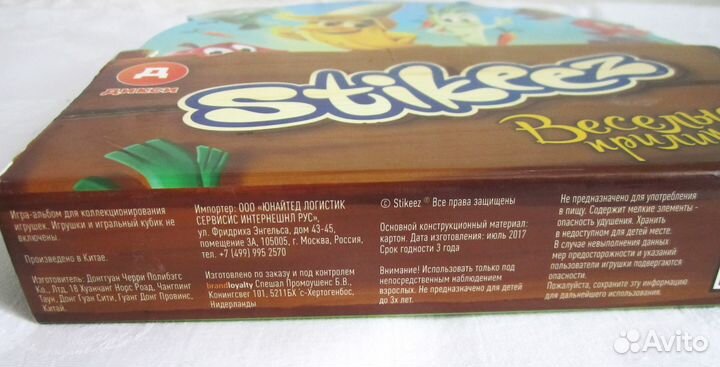 Д
ДИКСИ
Stikeez
Веселые
Игра-альбом для коллекционирования
игрушек. Игрушки и игральный кубик не
включены.
Произведено в Китае.
Изготовитель: Донгтуан Черри Полибэгс
Ко., Лтд, 18 Хуанчанг Норс Роад, Чангпинг
Таун, Донг Гуан Сити, Гуанг Донг Провинс,
Китай.
Импортер: ООО «ЮНАЙТЕД ЛОГИСТИК
СЕРВИСИС ИНТЕРНЕШНЛ РУС»,
ул. Фридриха Энгельса, дом 43-45,
помещение 3А, 105005, г. Москва, Россия,
тел. +7 (499) 995 2570
Изготовлено по заказу и под контролем
brandloyalty Спешал Промоушенс Б.В.,
Конингсвег 101, 5211БХ 'с-Хертогенбос,
Нидерланды
© Stikeez ® Все права защищены
Основной конструкционный материал:
картон. Дата изготовления: июль 2017
Срок годности 3 года
Внимание! Использовать только под
непосредственным наблюдением
взрослых. Не предназначено для детей
до 3х лет.
Не предназначено для употребления
в пищу. Содержит мелкие элементы -
опасность удушения. Хранить
в недоступном для детей месте.
В случае невыполнения данных
мер предосторожности и указаний
пользователи игрушки подвергаются
опасности.
Пожалуйста, сохраните эту информацию
для дальнейшего использования.
Avito